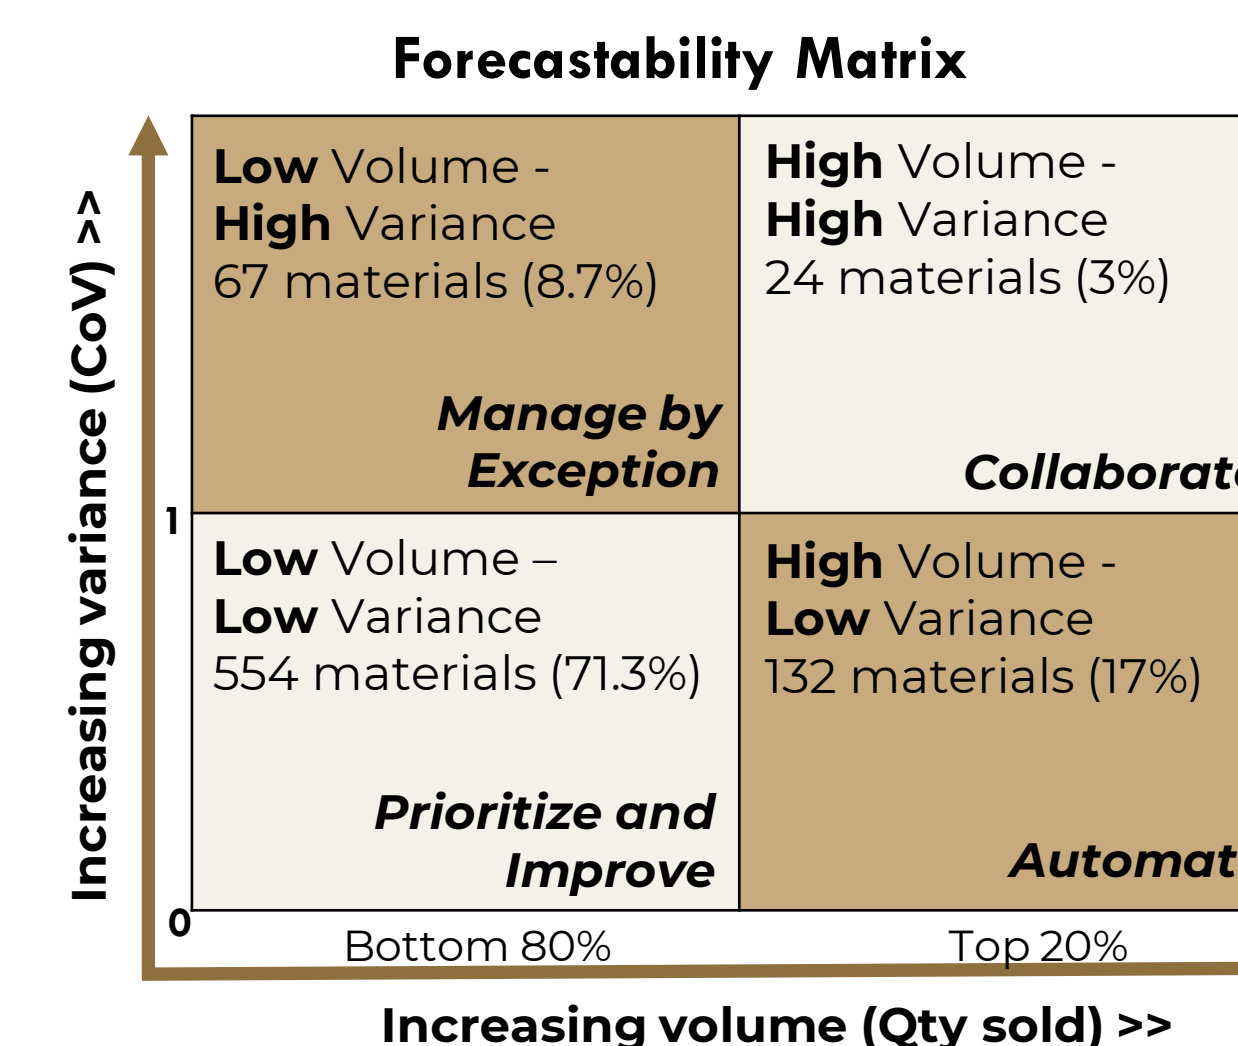 Forecastability Matrix
Low Volume -
High Variance
67 materials (8.7%)
Manage by
Exception
High Volume -
High Variance
24 materials (3%)
Collaborate
Low Volume –
Low Variance
554 materials (71.3%)
Prioritize and
Improve
High Volume -
Low Variance
132 materials (17%)
Automat
Increasing variance (CoV) >>
1
0
Bottom 80%
Top 20%
Increasing volume (Qty sold) >>